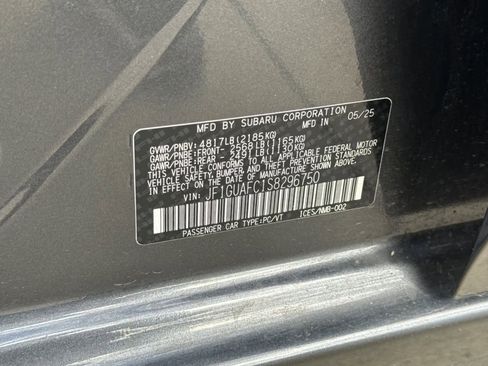 MFD BY SUBARU CORPORATION
MFD IN 05/25
GVWR/PNBV: 4817LB(2185KG)
GAWR/PNBE:FRONT- 2568LB(1165KG)
GAWR/PNBE:REAR - 2491LB(1130KG)
THIS VEHICLE CONFORMS TO ALL APPLICABLE FEDERAL MOTOR
VEHICLE SAFETY, BUMPER, AND THEFT PREVENTION STANDARDS
IN EFFECT ON THE DATE OF MANUFACTURE SHOWN ABOVE.
VIN: JF1GUAFC1S8296750
PASSENGER CAR TYPE:PC/VT ICES/NMB-002